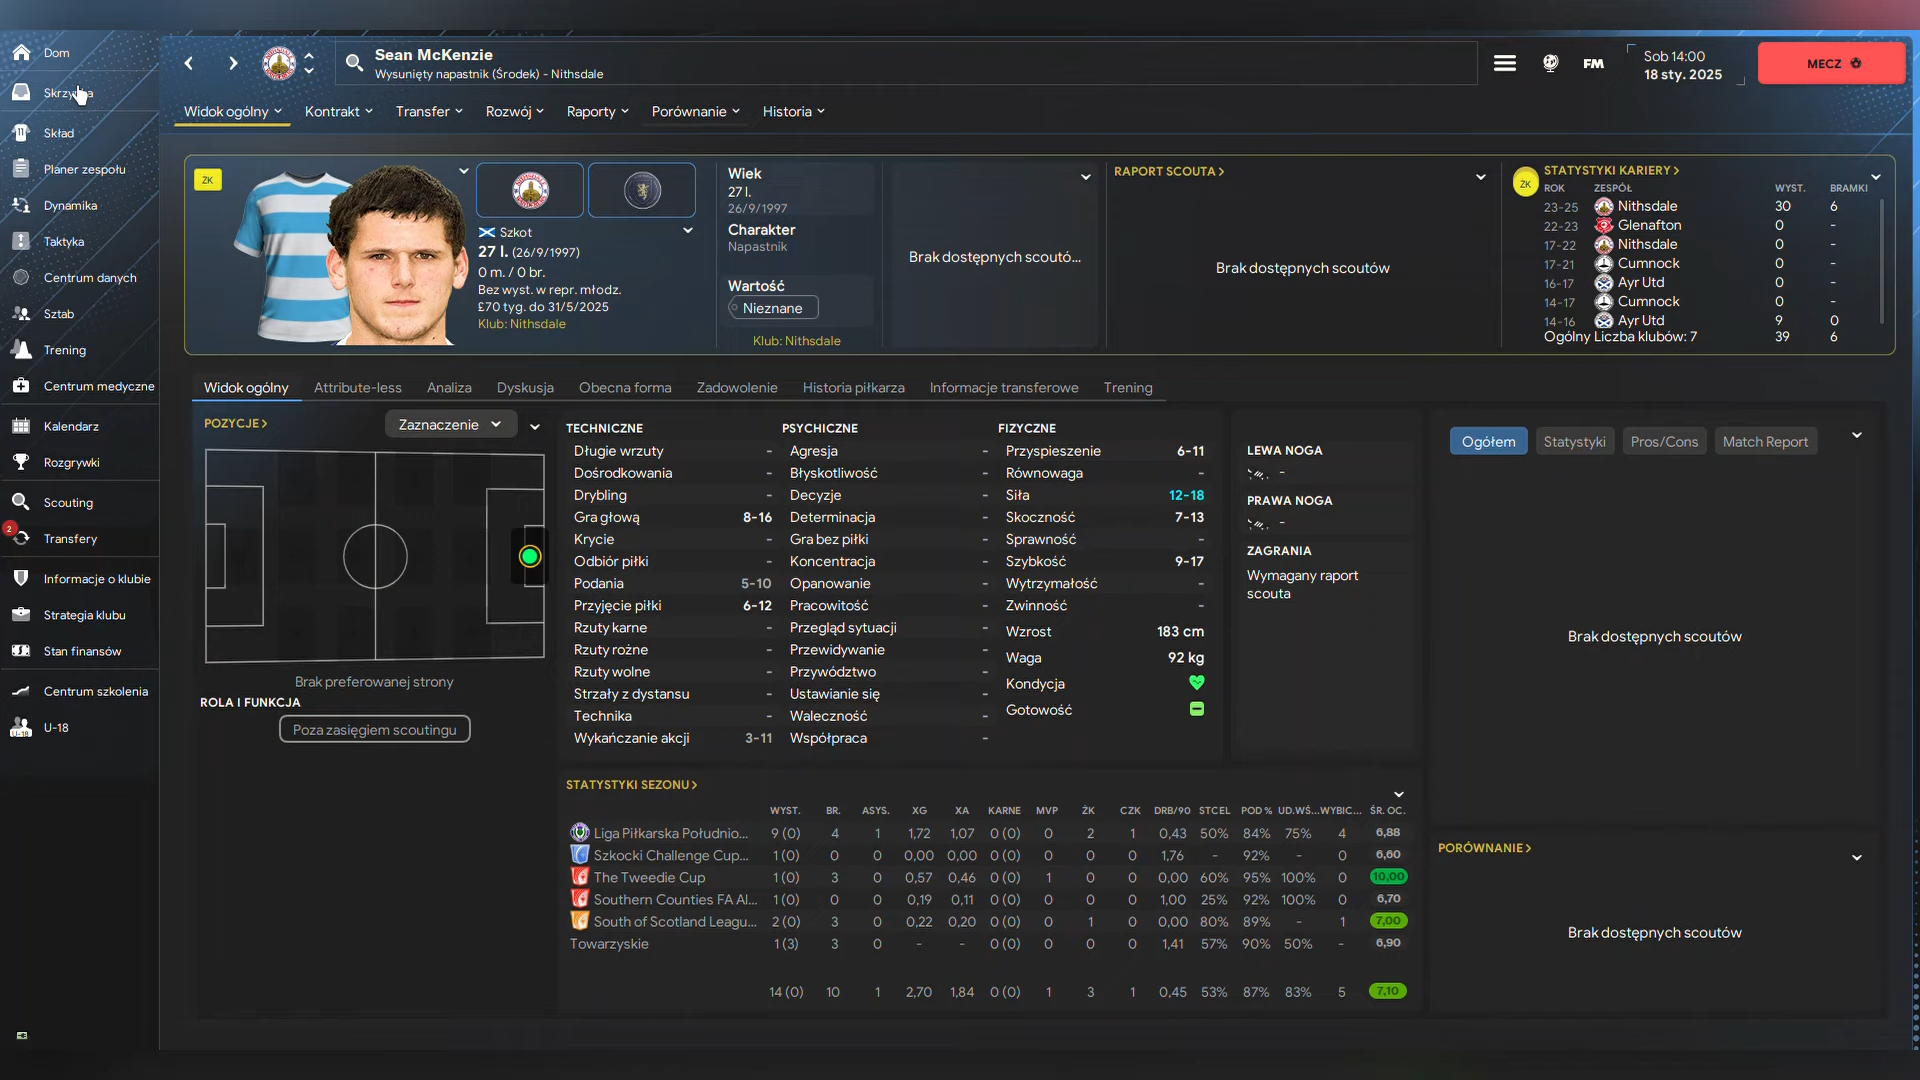 Dom
Skład
Planer zespołu
Dynamika
Taktyka
Centrum danych
Sztab
Trening
Centrum medyczne
Kalendarz
Rozgrywki
Scouting
2
Transfery
Informacje o klubie
Strategia klubu
Stan finansów
Centrum szkolenia
U-18
Sean McKenzie
Wysunięty napastnik (Środek) - Nithsdale
FM
Sob 14:00
18 sty. 2025
MECZ
Widok ogólny Kontrakt Transfer Rozwój Raporty Porównanie Historia
ŻK
Szkot
27 l. (26/9/1997)
0 m. / 0 br.
Bez wyst. w repr. młodz.
£70 tyg. do 31/5/2025
Klub: Nithsdale
Wiek
27 l.
26/9/1997
Charakter
Napastnik
Wartość
Nieznane
Klub: Nithsdale
Brak dostępnych scoutó...
RAPORT SCOUTA >
Brak dostępnych scoutów
ŻK
STATYSTYKI KARIERY >
ROK ZESPÓŁ WYST. BRAMKI
23-25 Nithsdale 30 6
22-23 Glenafton 0 -
17-22 Nithsdale 0 -
17-21 Cumnock 0 -
16-17 Ayr Utd 0 -
14-17 Cumnock 0 -
14-16 Ayr Utd 9 0
Ogólny Liczba klubów: 7 39 6
Widok ogólny Attribute-less Analiza Dyskusja Obecna forma Zadowolenie Historia piłkarza Informacje transferowe Trening
POZYCJE >
Zaznaczenie
Brak preferowanej strony
ROLA I FUNKCJA
Poza zasięgiem scoutingu
TECHNICZNE
Długie wrzuty -
Dośrodkowania -
Drybling -
Gra głową 8-16
Krycie -
Odbiór piłki -
Podania 5-10
Przyjęcie piłki 6-12
Rzuty karne -
Rzuty rożne -
Rzuty wolne -
Strzały z dystansu -
Technika -
Wykańczanie akcji 3-11
PSYCHICZNE
Agresja -
Błyskotliwość -
Decyzje -
Determinacja -
Gra bez piłki -
Koncentracja -
Opanowanie -
Pracowitość -
Przegląd sytuacji -
Przewidywanie -
Przywództwo -
Ustawianie się -
Waleczność -
Współpraca -
FIZYCZNE
Przyspieszenie 6-11
Równowaga -
Siła 12-18
Skoczność 7-13
Sprawność -
Szybkość 9-17
Wytrzymałość -
Zwinność -
Wzrost 183 cm
Waga 92 kg
Kondycja
Gotowość
LEWA NOGA
-
PRAWA NOGA
-
ZAGRANIA
Wymagany raport
scouta
Ogółem Statystyki Pros/Cons Match Report
Brak dostępnych scoutów
STATYSTYKI SEZONU >
WYST. BR. ASYS. XG XA KARNE MVP ŻK CZK DRB/90 STCEL POD % UD.WŚ... WYBIC... ŚR. OC.
Liga Piłkarska Południo... 9 (0) 4 1 1,72 1,07 0 (0) 0 2 1 0,43 50% 84% 75% 4 6,88
Szkocki Challenge Cup... 1 (0) 0 0 0,00 0,00 0 (0) 0 0 0 1,76 - 92% - 0 6,60
The Tweedie Cup 1 (0) 3 0 0,57 0,46 0 (0) 1 0 0 0,00 60% 95% 100% 0 10,00
Southern Counties FA Al... 1 (0) 0 0 0,19 0,11 0 (0) 0 0 0 1,00 25% 92% 100% 0 6,70
South of Scotland Leagu... 2 (0) 3 0 0,22 0,20 0 (0) 0 1 0 0,00 80% 89% - 1 7,00
Towarzyskie 1 (3) 3 0 - - 0 (0) 0 0 0 1,41 57% 90% 50% - 6,90
14 (0) 10 1 2,70 1,84 0 (0) 1 3 1 0,45 53% 87% 83% 5 7,10
PORÓWNANIE >
Brak dostępnych scoutów